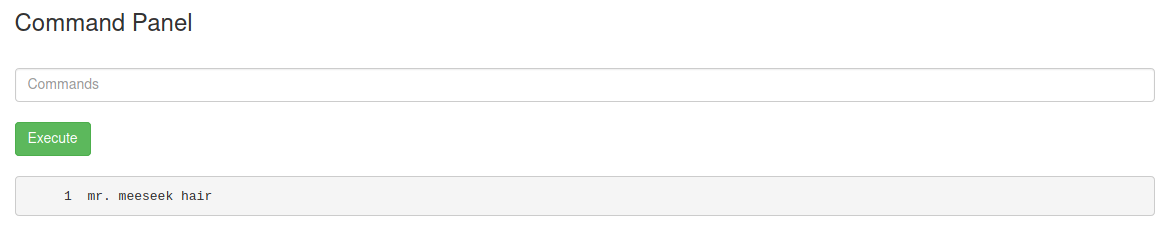 Command Panel
Commands
Execute
1 mr. meeseek hair